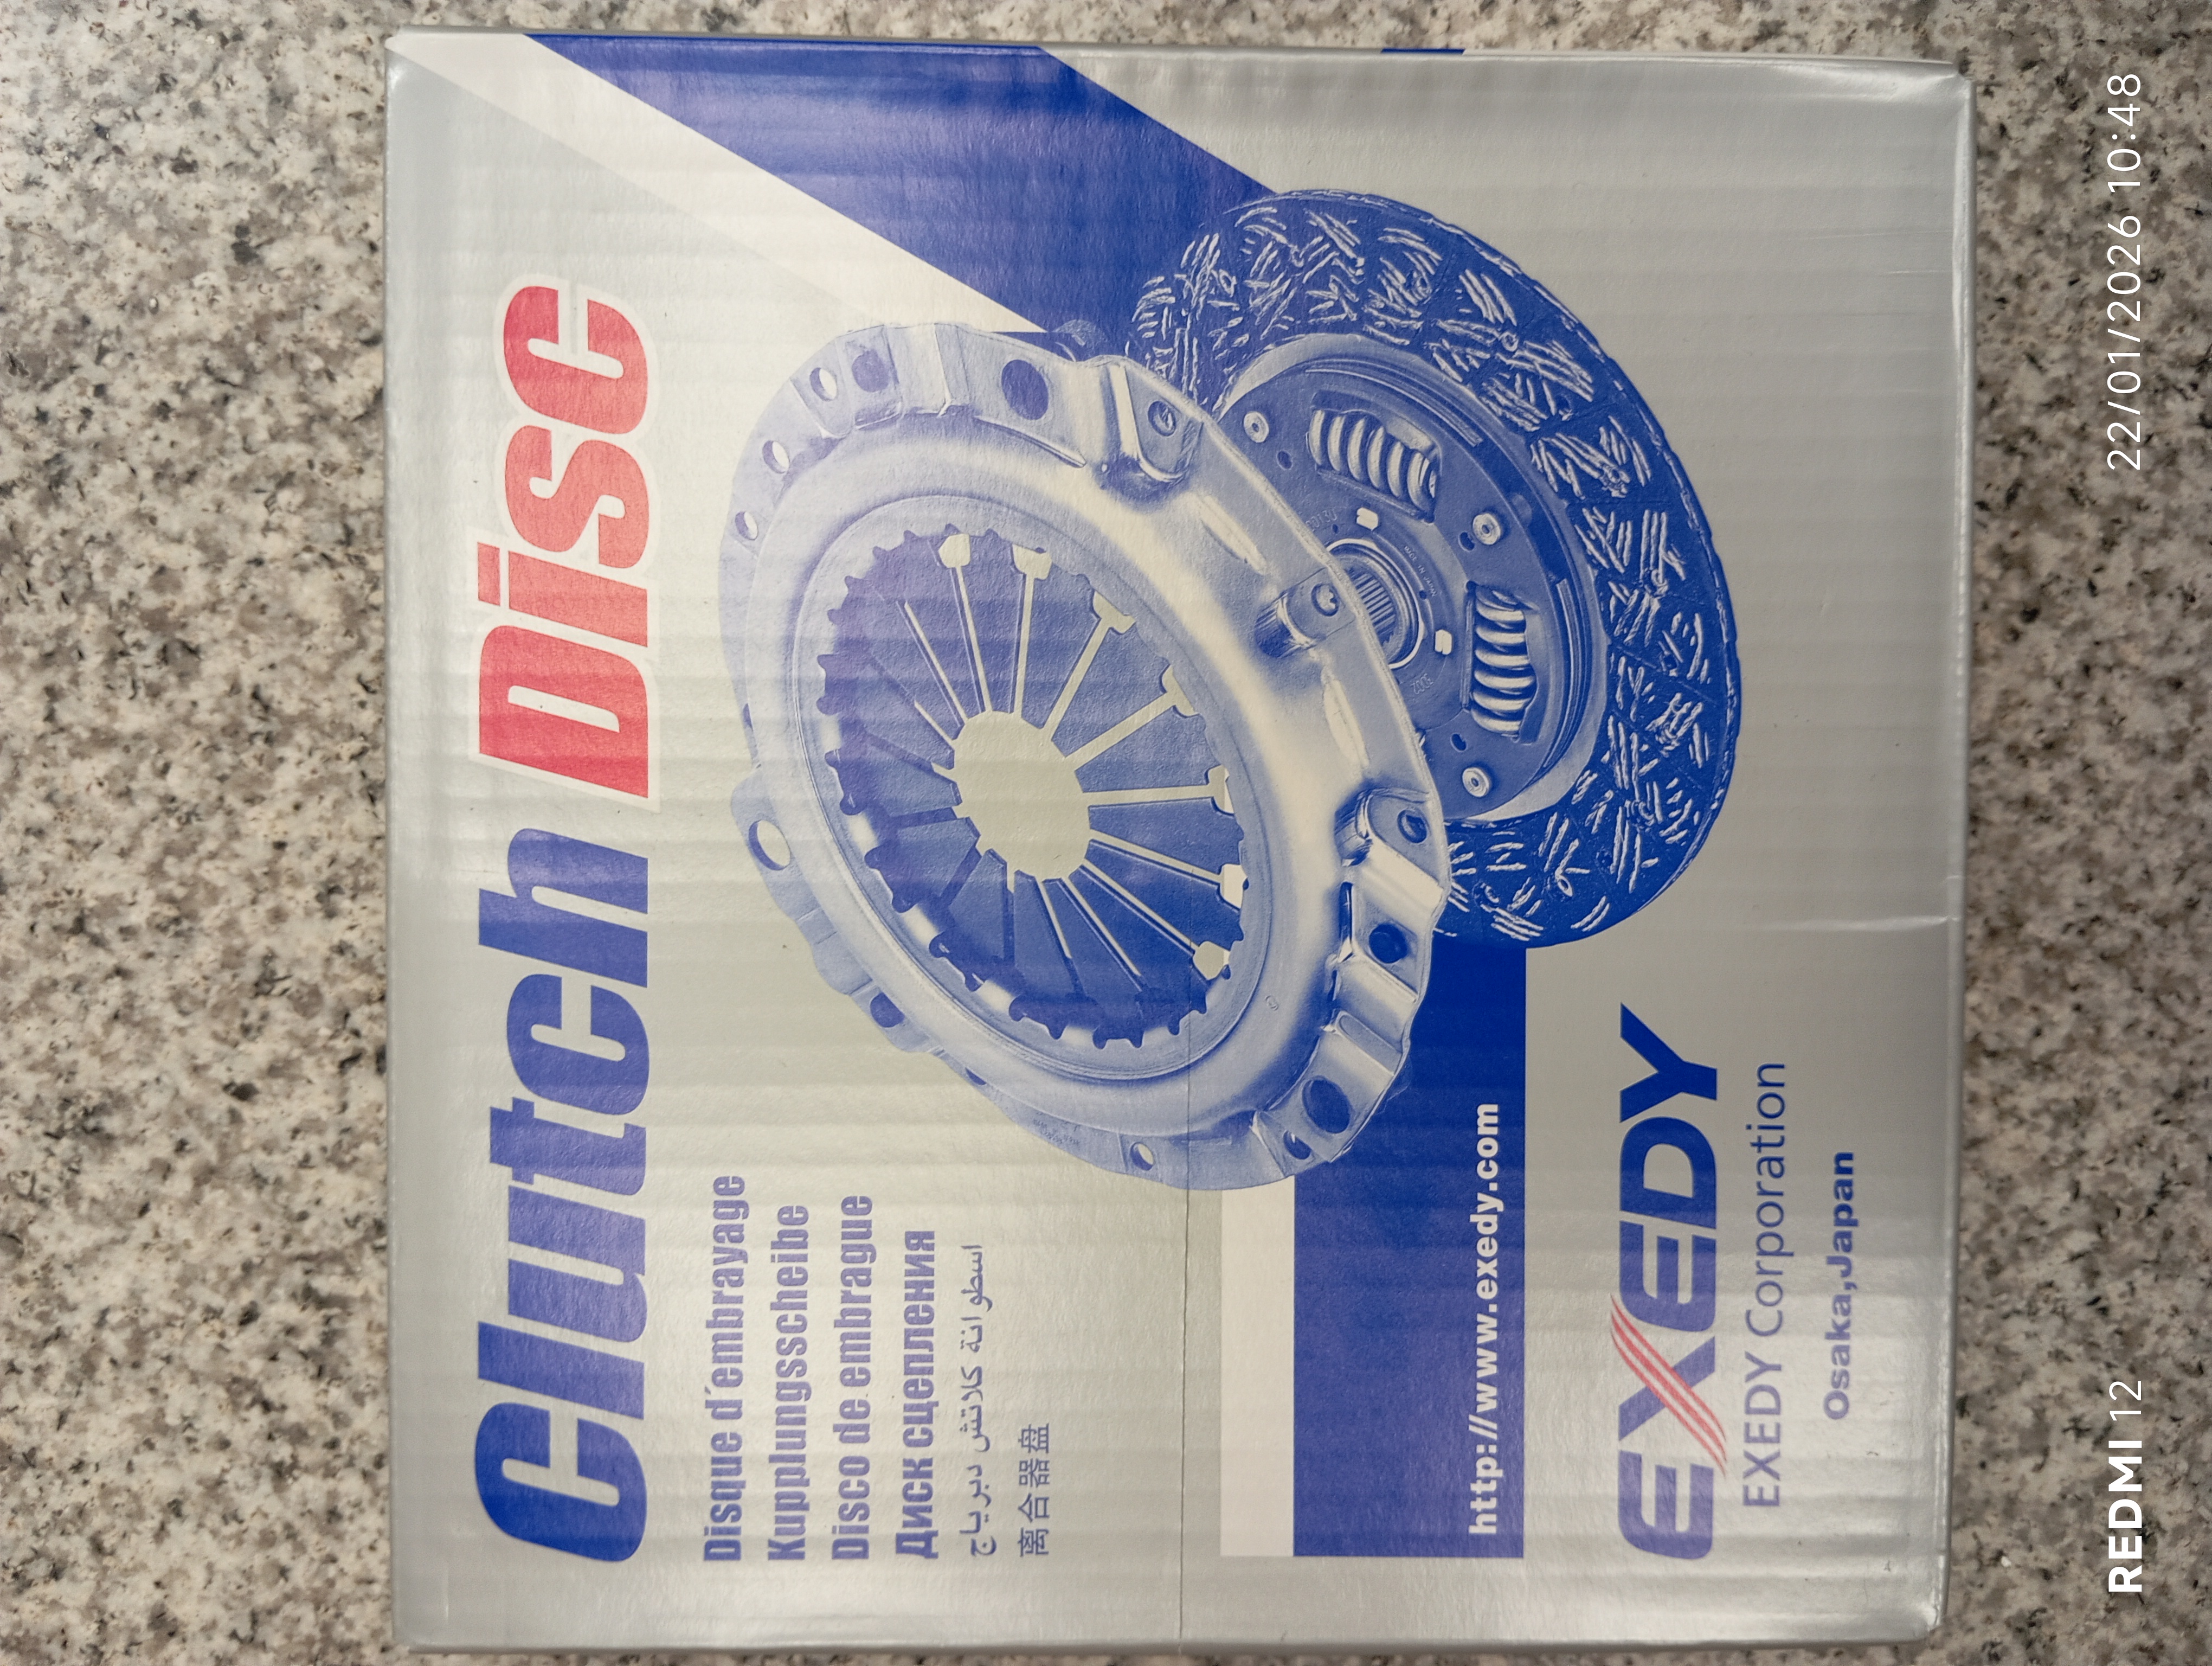 Clutch Disc
Disque d´embrayage
Kupplungsscheibe
Disco de embrague
Диск сцепления
اسطوانة كلاتش دبرياج
离合器盘
http://www.exedy.com
EXEDY
EXEDY Corporation
Osaka,Japan
REDMI 12
22/01/2026 10:48